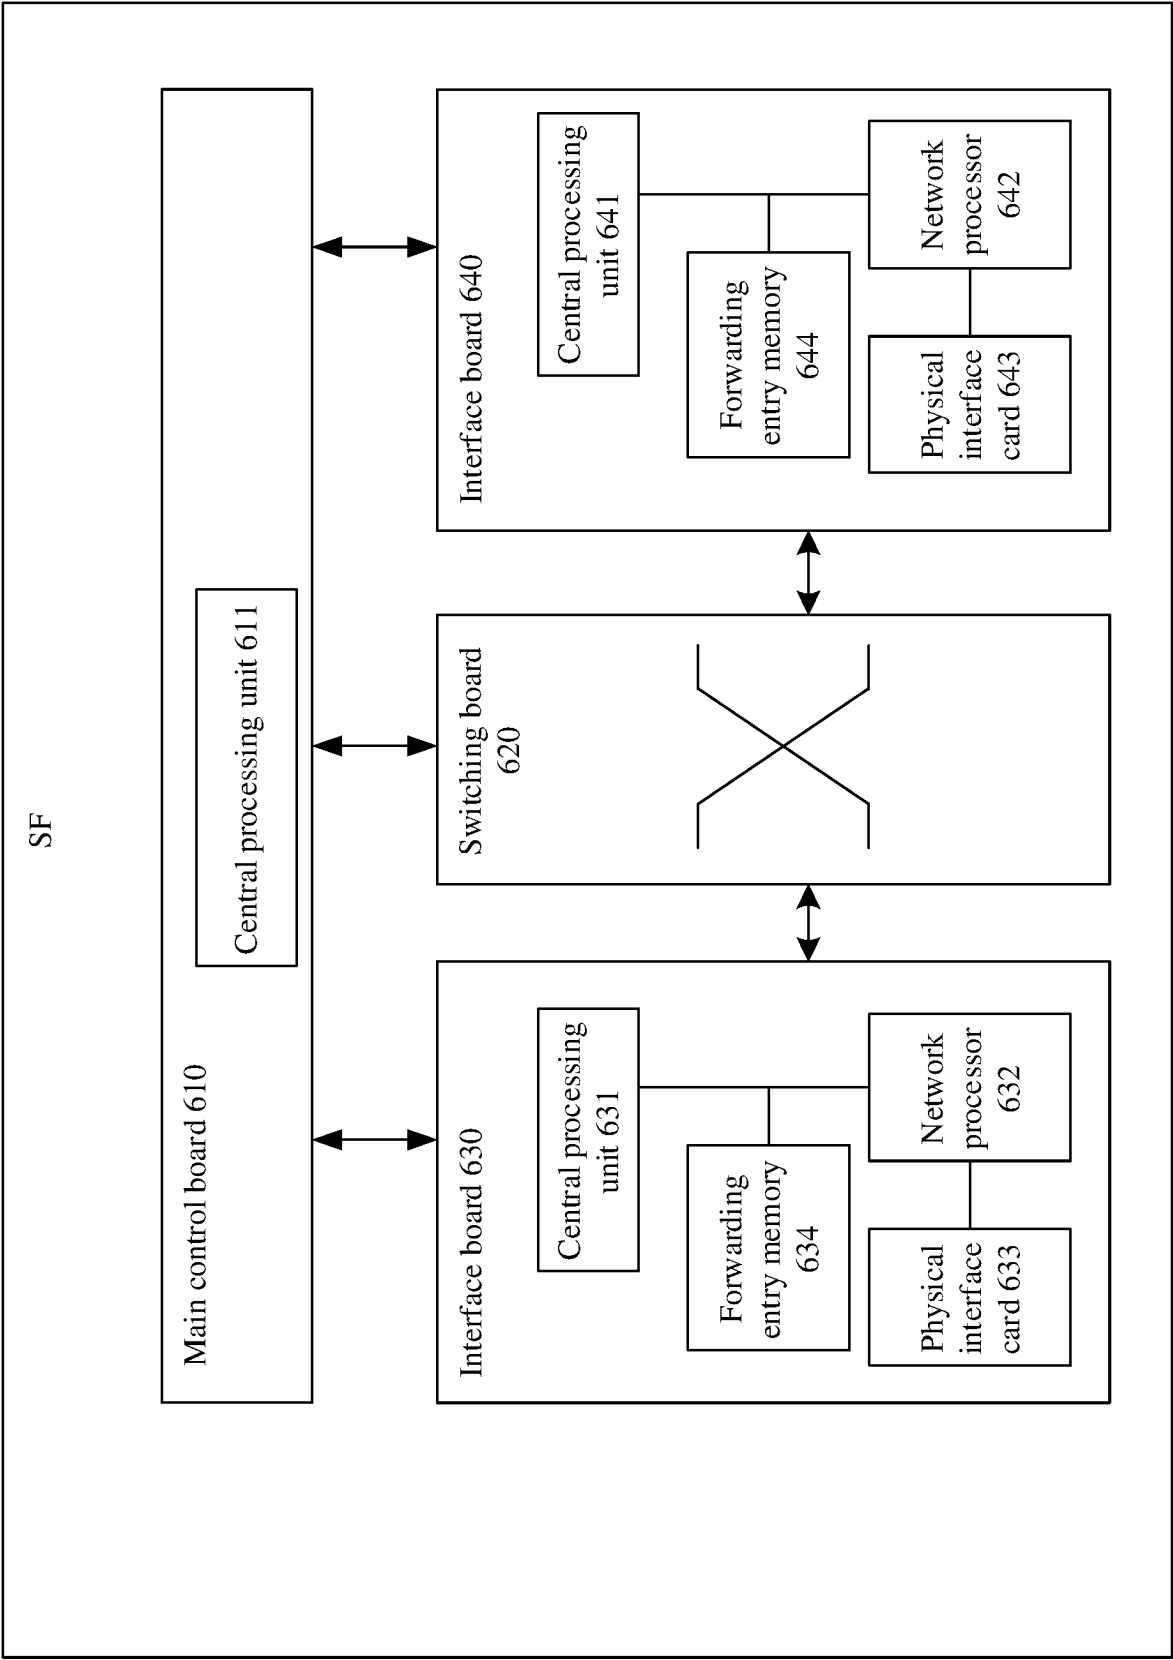 SF
Main control board 610
Central processing unit 611
Interface board 630
Central processing
unit 631
Forwarding
entry memory
634
Physical
interface
card 633
Network
processor
632
Switching board
620
Interface board 640
Central processing
unit 641
Forwarding
entry memory
644
Physical
interface
card 643
Network
processor
642